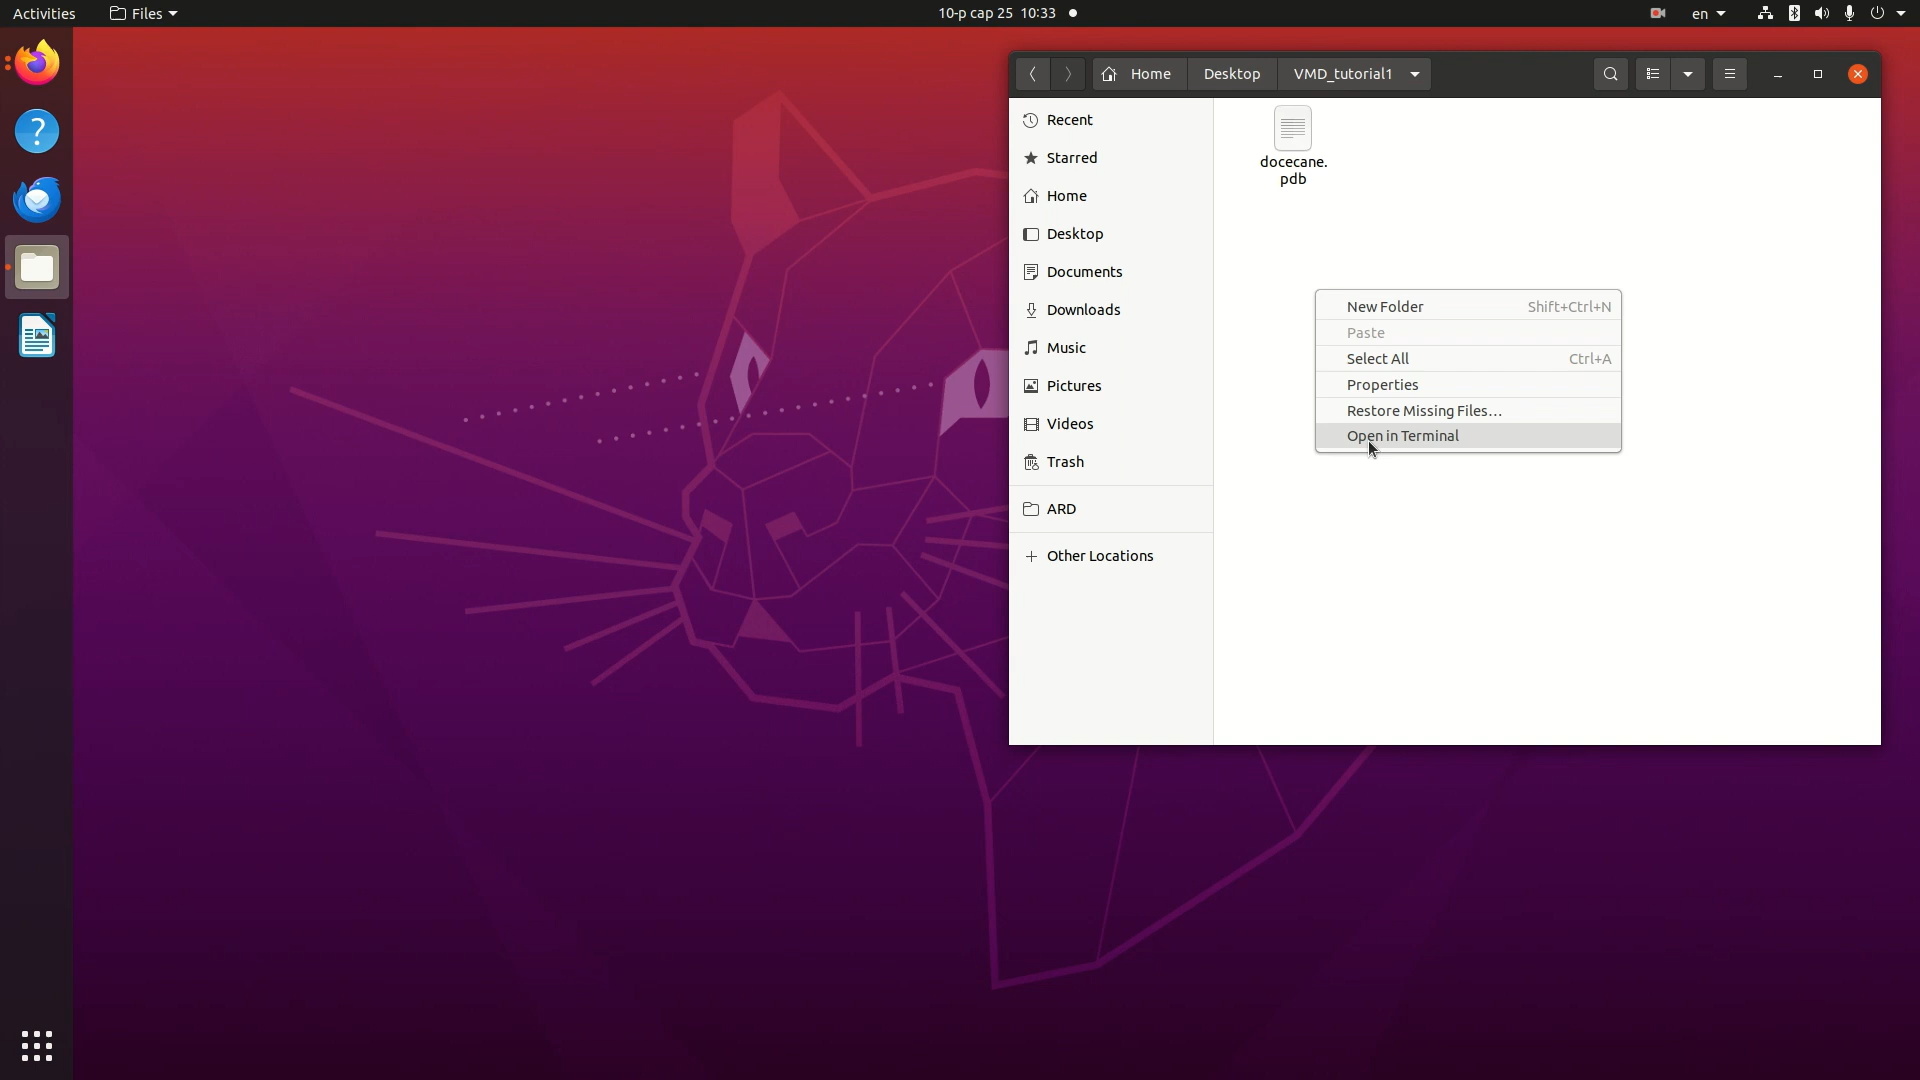 Activities
Files
10-р сар 25 10:33
en
Home
Desktop
VMD_tutorial1
Recent
Starred
Home
Desktop
Documents
Downloads
Music
Pictures
Videos
Trash
ARD
Other Locations
docecane.
pdb
New Folder Shift+Ctrl+N
Paste
Select All Ctrl+A
Properties
Restore Missing Files…
Open in Terminal